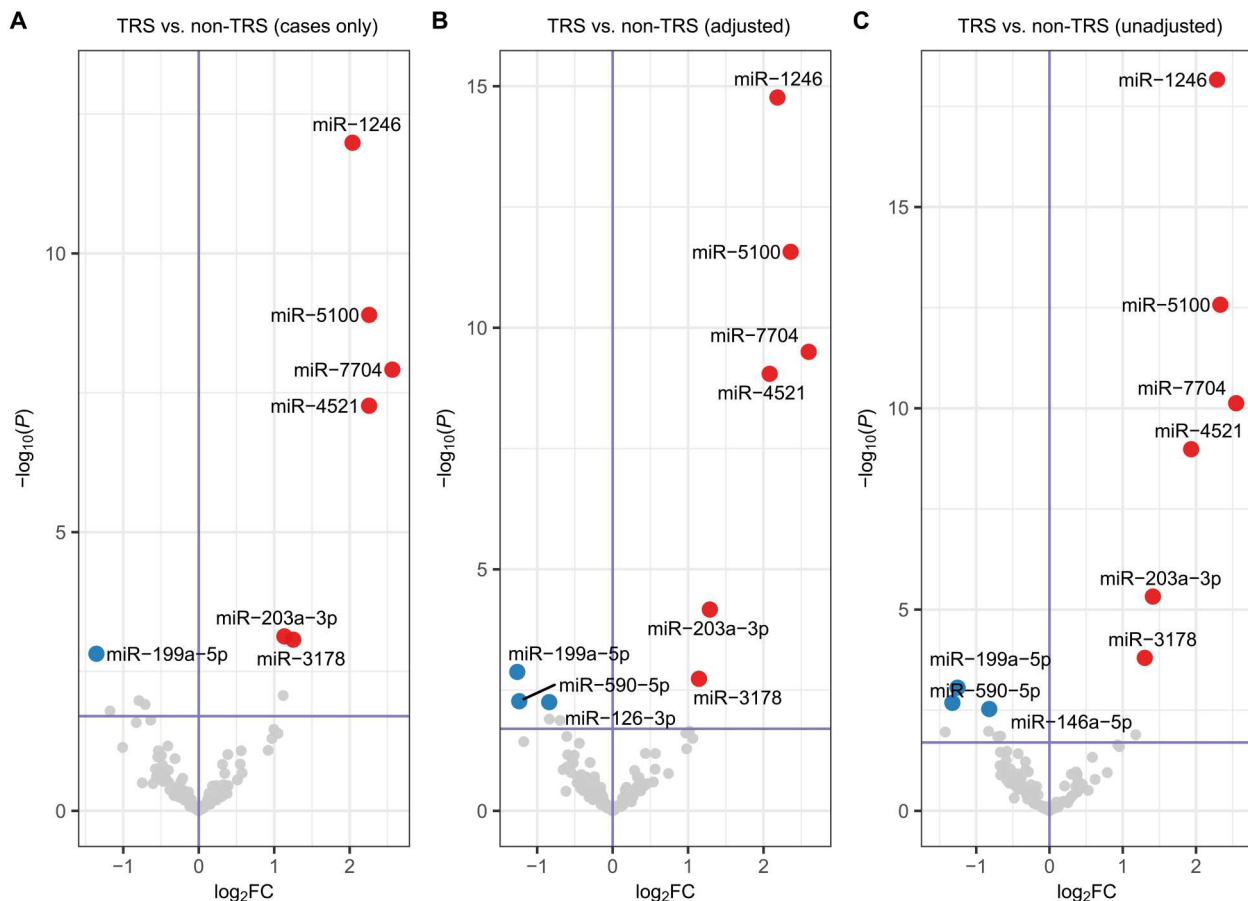 A
TRS vs. non−TRS (cases only)
−log10(P)
10
5
0
miR−1246
miR−5100
miR−7704
miR−4521
miR−203a−3p
miR−3178
miR−199a−5p
−1
0
1
2
log2FC
B
TRS vs. non−TRS (adjusted)
−log10(P)
15
10
5
0
miR−1246
miR−5100
miR−7704
miR−4521
miR−203a−3p
miR−199a−5p
miR−590−5p
miR−3178
miR−126−3p
−1
0
1
2
log2FC
C
TRS vs. non−TRS (unadjusted)
−log10(P)
15
10
5
0
miR−1246
miR−5100
miR−7704
miR−4521
miR−203a−3p
miR−3178
miR−199a−5p
miR−590−5p
miR−146a−5p
−1
0
1
2
log2FC